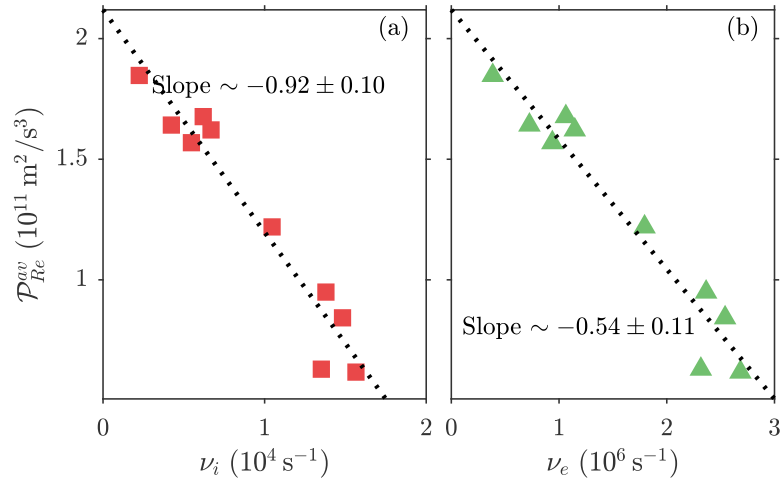 (a)
Slope ∼ −0.92 ± 0.10
2
1.5
1
𝒫_{Re}^{av} (10^{11} m^2/s^3)
0 1 2
ν_i (10^4 s^{−1})
(b)
Slope ∼ −0.54 ± 0.11
0 1 2 3
ν_e (10^6 s^{−1})